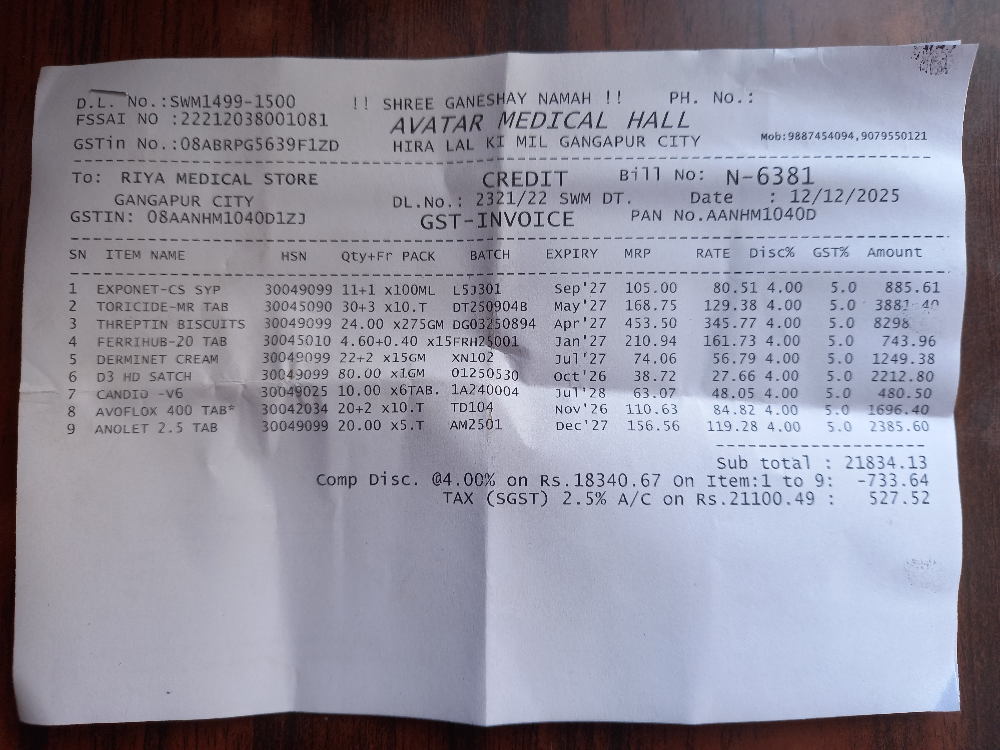 D.L. No.:SWM1499-1500 !! SHREE GANESHAY NAMAH !! PH. No.:
FSSAI NO :22212038001081 AVATAR MEDICAL HALL
GSTin No.:08ABRPG5639F1ZD HIRA LAL KI MIL GANGAPUR CITY Mob:9887454094,9079550121
To: RIYA MEDICAL STORE CREDIT Bill No: N-6381
GANGAPUR CITY DL.No.: 2321/22 SWM DT. Date : 12/12/2025
GSTIN: 08AANHM1040D1ZJ GST-INVOICE PAN No.AANHM1040D
SN ITEM NAME HSN Qty+Fr PACK BATCH EXPIRY MRP RATE Disc% GST% Amount
1 EXPONET-CS SYP 30049099 11+1 x100ML L5J301 Sep'27 105.00 80.51 4.00 5.0 885.61
2 TORICIDE-MR TAB 30045090 30+3 x10.T DT250904B May'27 168.75 129.38 4.00 5.0 3881.40
3 THREPTIN BISCUITS 30049099 24.00 x275GM DG03250894 Apr'27 453.50 345.77 4.00 5.0 8298
4 FERRIHUB-20 TAB 30045010 4.60+0.40 x15FRH25001 Jan'27 210.94 161.73 4.00 5.0 743.96
5 DERMINET CREAM 30049099 22+2 x15GM XN102 Jul'27 74.06 56.79 4.00 5.0 1249.38
6 D3 HD SATCH 30049099 80.00 x1GM 01250530 Oct'26 38.72 27.66 4.00 5.0 2212.80
7 CANDID -V6 30049025 10.00 x6TAB. 1A240004 Jul'28 63.07 48.05 4.00 5.0 480.50
8 AVOFLOX 400 TAB* 30042034 20+2 x10.T TD104 Nov'26 110.63 84.82 4.00 5.0 1696.40
9 ANOLET 2.5 TAB 30049099 20.00 x5.T AM2501 Dec'27 156.56 119.28 4.00 5.0 2385.60
Sub total : 21834.13
Comp Disc. @4.00% on Rs.18340.67 On Item:1 to 9: -733.64
TAX (SGST) 2.5% A/C on Rs.21100.49 : 527.52